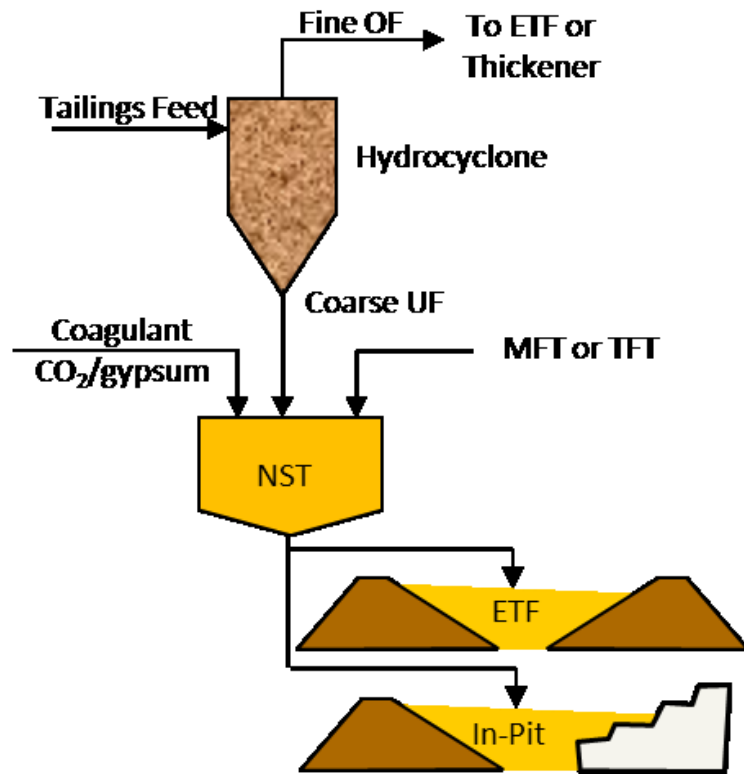 Fine OF
To ETF or
Thickener
Tailings Feed
Hydrocyclone
Coarse UF
Coagulant
CO₂/gypsum
MFT or TFT
NST
ETF
In-Pit